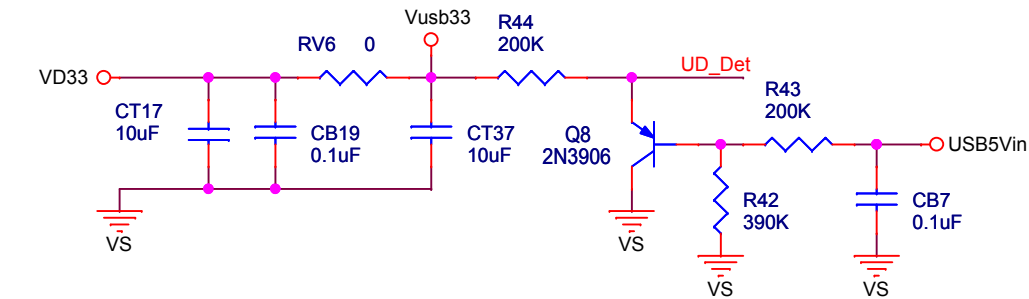 Vusb33
R44
200K
RV6 0
VD33
UD_Det
R43
200K
CT17
10uF
CB19
0.1uF
CT37
10uF
Q8
2N3906
USB5Vin
R42
390K
CB7
0.1uF
VS
VS
VS
VS